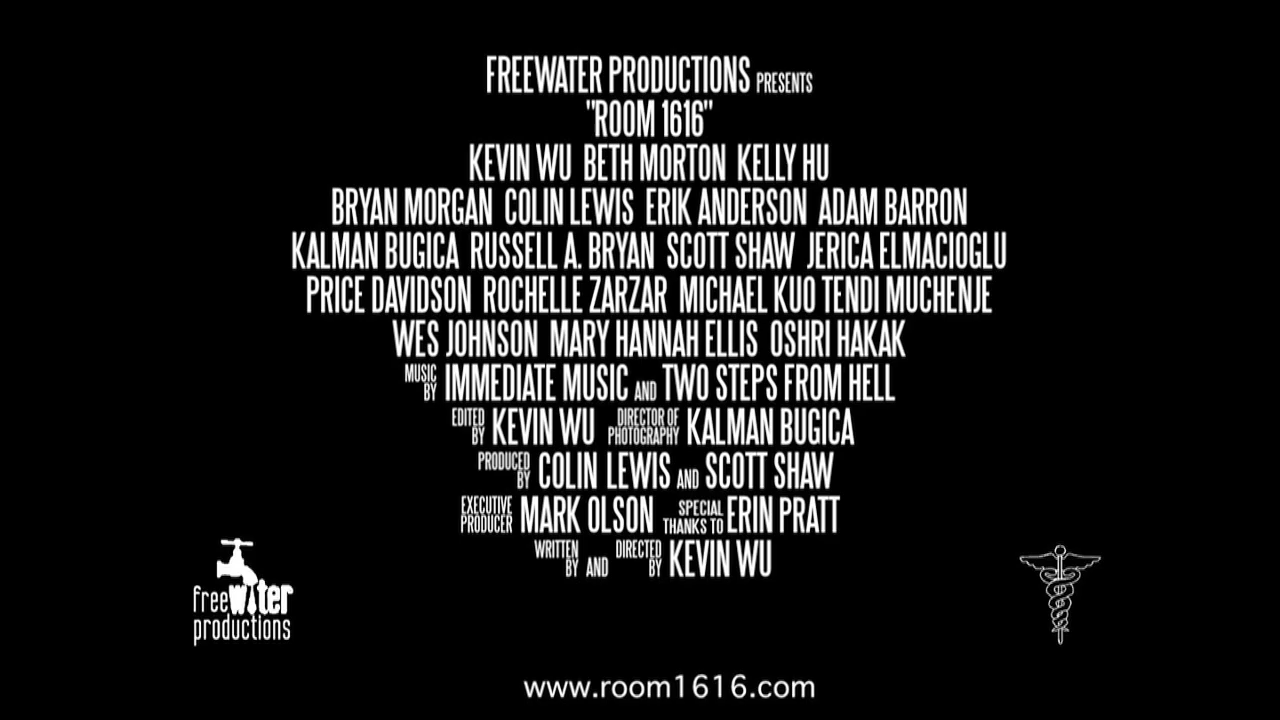 FREEWATER PRODUCTIONS PRESENTS
"ROOM 1616"
KEVIN WU BETH MORTON KELLY HU
BRYAN MORGAN COLIN LEWIS ERIK ANDERSON ADAM BARRON
KALMAN BUGICA RUSSELL A. BRYAN SCOTT SHAW JERICA ELMACIOGLU
PRICE DAVIDSON ROCHELLE ZARZAR MICHAEL KUO TENDI MUCHENJE
WES JOHNSON MARY HANNAH ELLIS OSHRI HAKAK
MUSIC BY IMMEDIATE MUSIC AND TWO STEPS FROM HELL
EDITED BY KEVIN WU DIRECTOR OF PHOTOGRAPHY KALMAN BUGICA
PRODUCED BY COLIN LEWIS AND SCOTT SHAW
EXECUTIVE PRODUCER MARK OLSON SPECIAL THANKS TO ERIN PRATT
WRITTEN BY AND DIRECTED BY KEVIN WU
freewater
productions
www.room1616.com